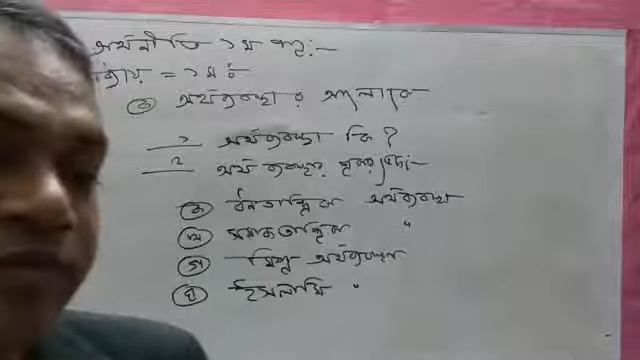 অর্থনীতি ১ম পত্র:-
অধ্যায় = ১ম ঃ
ক অর্থব্যবস্থার আলোকে
১ অর্থব্যবস্থা কি ?
২ অর্থ ব্যবস্থার প্রকারভেদ:-
ক ধনতান্ত্রিক অর্থব্যবস্থা
খ সমাজতান্ত্রিক "
গ মিশ্র অর্থব্যবস্থা
ঘ ইসলামি "